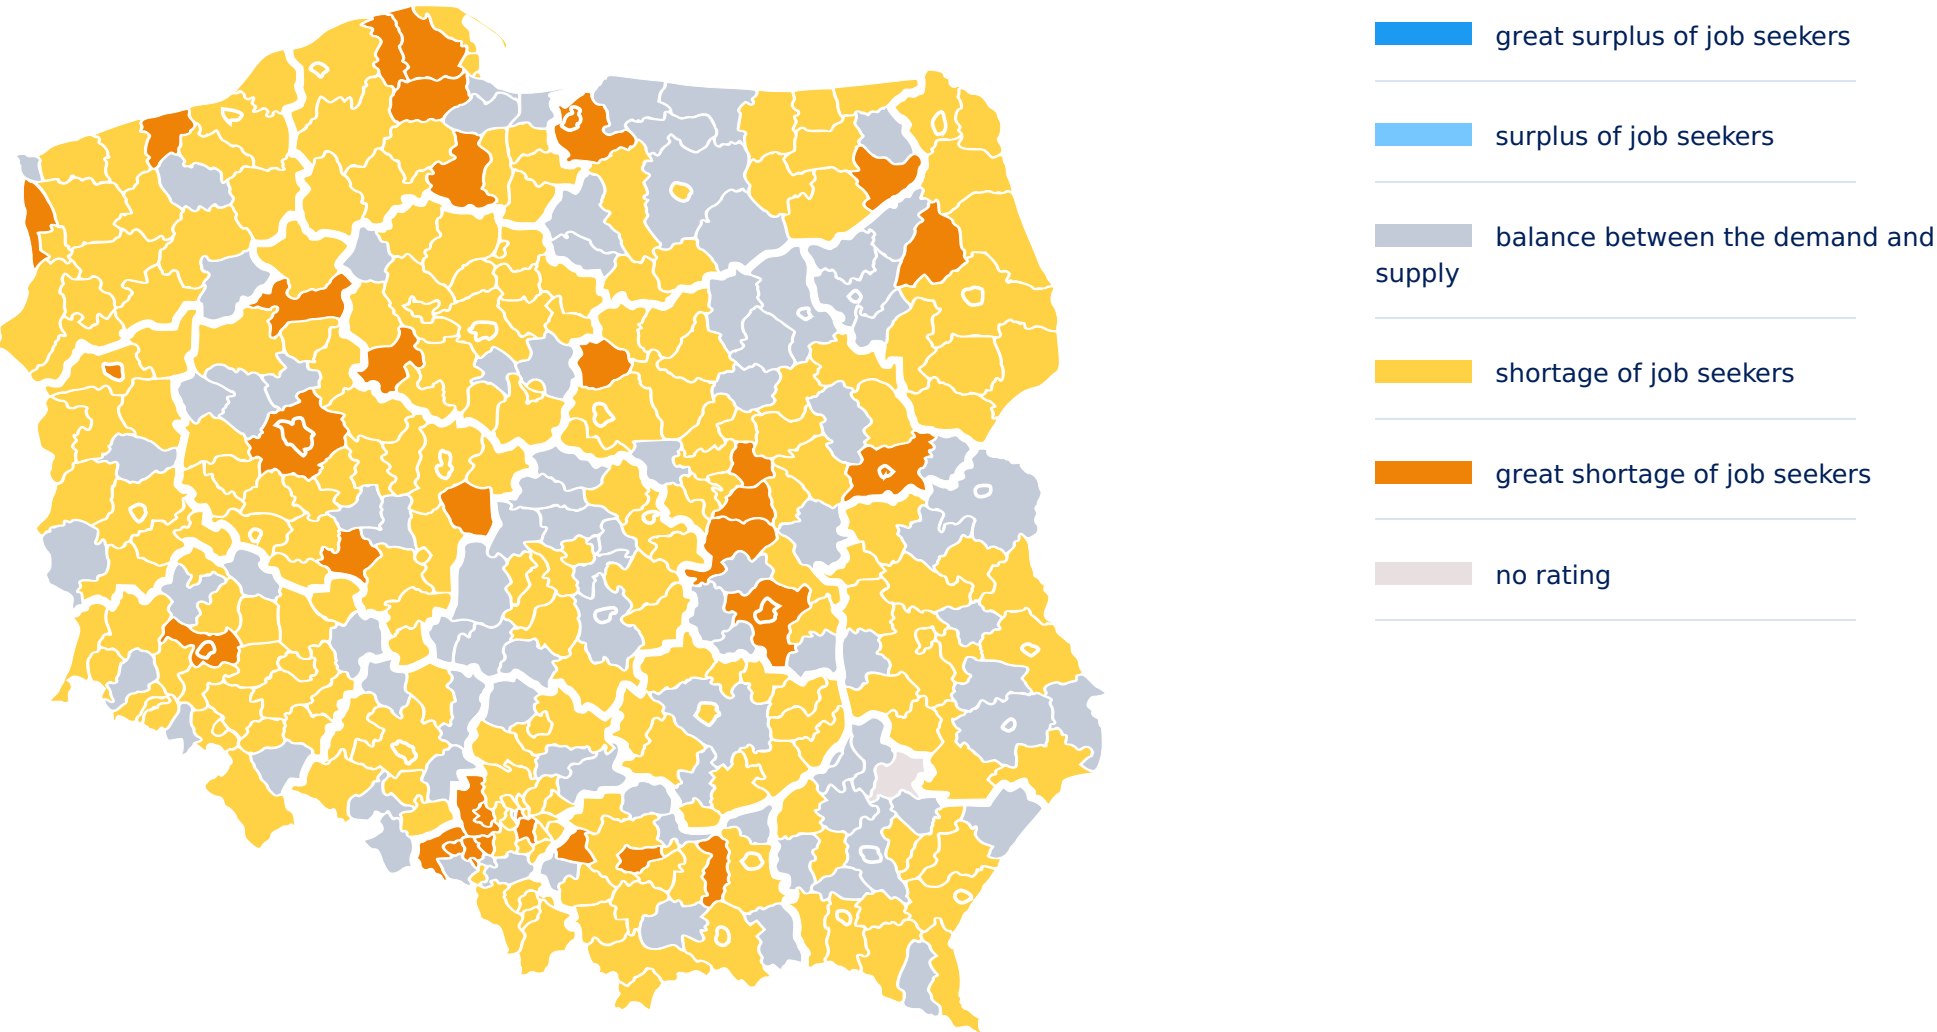 great surplus of job seekers
surplus of job seekers
balance between the demand and
supply
shortage of job seekers
great shortage of job seekers
no rating